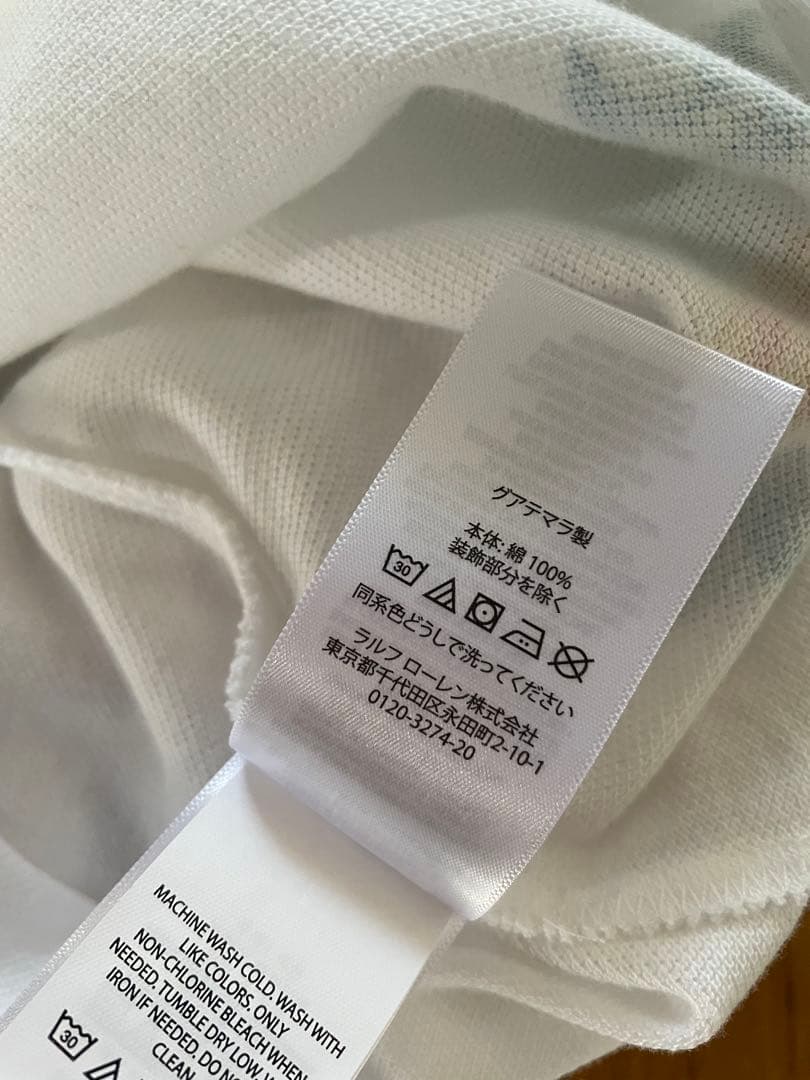 グアテマラ製
本体: 綿 100%
装飾部分を除く
30
同系色どうしで洗ってください
ラルフ ローレン株式会社
東京都千代田区永田町2-10-1
0120-3274-20
MACHINE WASH COLD. WASH WITH
LIKE COLORS. ONLY
NON-CHLORINE BLEACH WHEN
NEEDED. TUMBLE DRY LOW. W
IRON IF NEEDED. DO NO
CLEAN
30